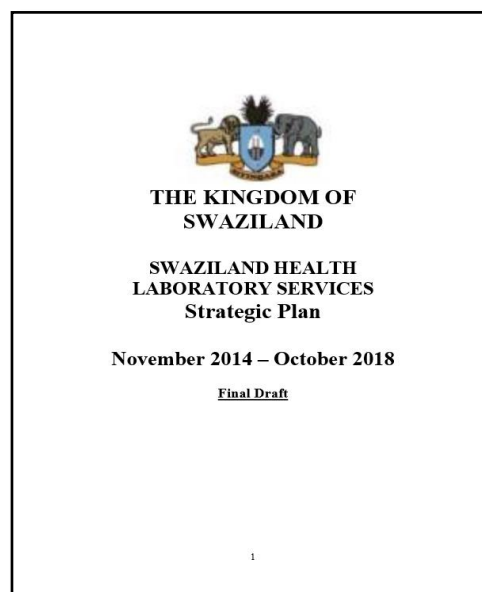 THE KINGDOM OF
SWAZILAND
SWAZILAND HEALTH
LABORATORY SERVICES
Strategic Plan
November 2014 – October 2018
Final Draft
1